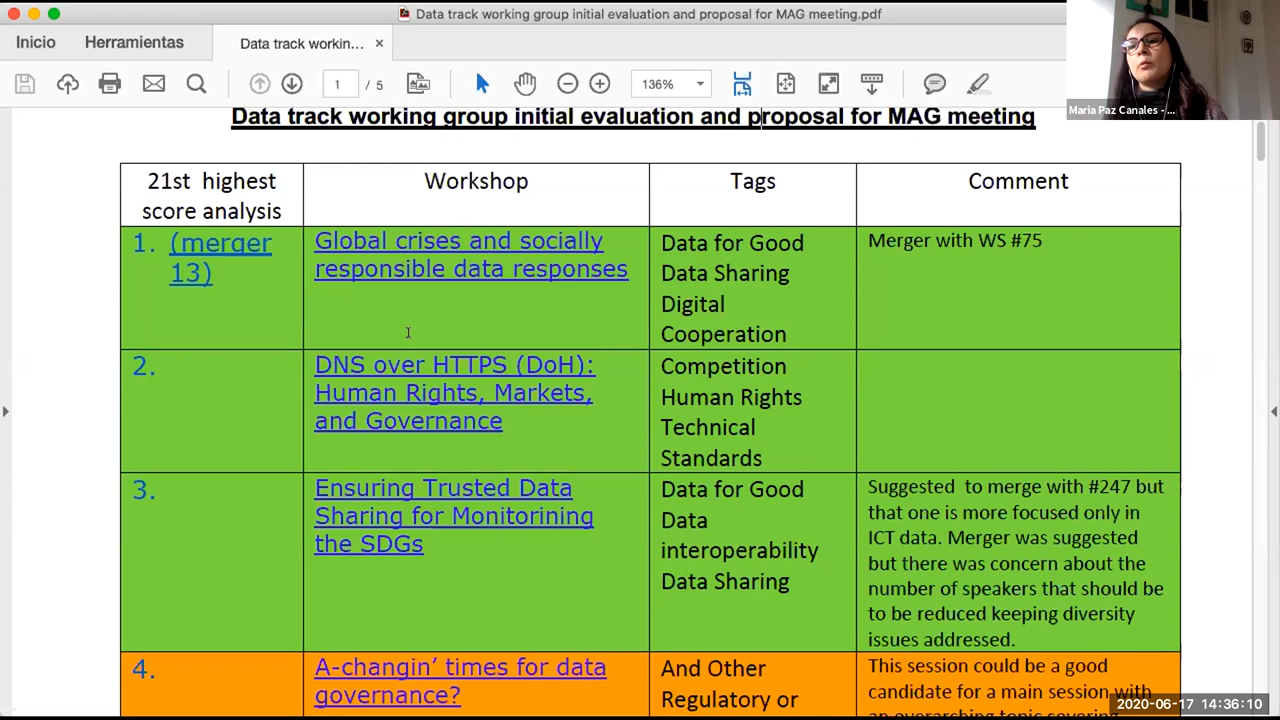 Data track working group initial evaluation and proposal for MAG meeting.pdf
Inicio
Herramientas
Data track workin...
×
1 / 5
136%
Maria Paz Canales - ...
Data track working group initial evaluation and proposal for MAG meeting
21st highest
score analysis
Workshop
Tags
Comment
1. (merger
13)
Global crises and socially
responsible data responses
Data for Good
Data Sharing
Digital
Cooperation
Merger with WS #75
2.
DNS over HTTPS (DoH):
Human Rights, Markets,
and Governance
Competition
Human Rights
Technical
Standards
3.
Ensuring Trusted Data
Sharing for Monitorining
the SDGs
Data for Good
Data
interoperability
Data Sharing
Suggested to merge with #247 but
that one is more focused only in
ICT data. Merger was suggested
but there was concern about the
number of speakers that should be
to be reduced keeping diversity
issues addressed.
4.
A-changin’ times for data
governance?
And Other
Regulatory or
This session could be a good
candidate for a main session with
an overarching topic covering
2020-06-17 14:36:10